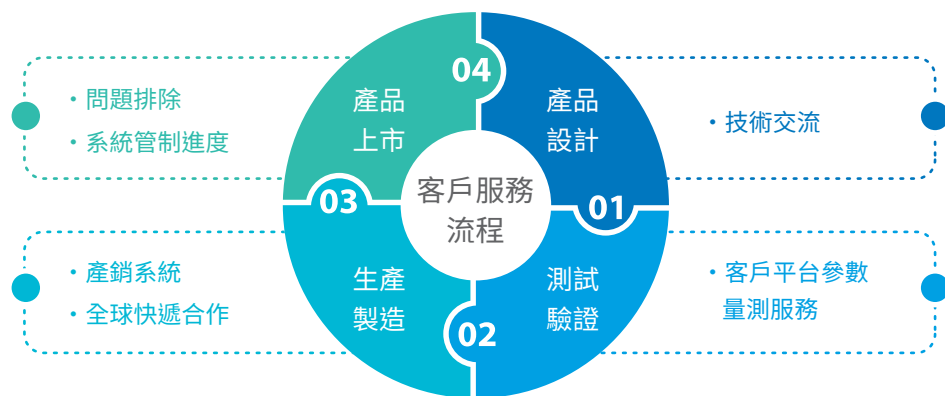 客戶服務
流程
01
產品
設計
・技術交流
02
測試
驗證
・客戶平台參數
量測服務
03
生產
製造
・產銷系統
・全球快遞合作
04
產品
上市
・問題排除
・系統管制進度